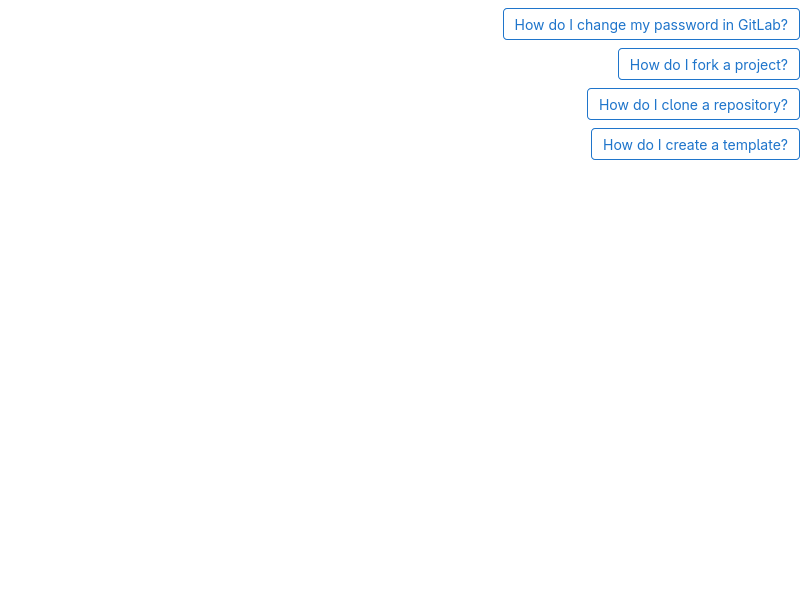 How do I change my password in GitLab?
How do I fork a project?
How do I clone a repository?
How do I create a template?